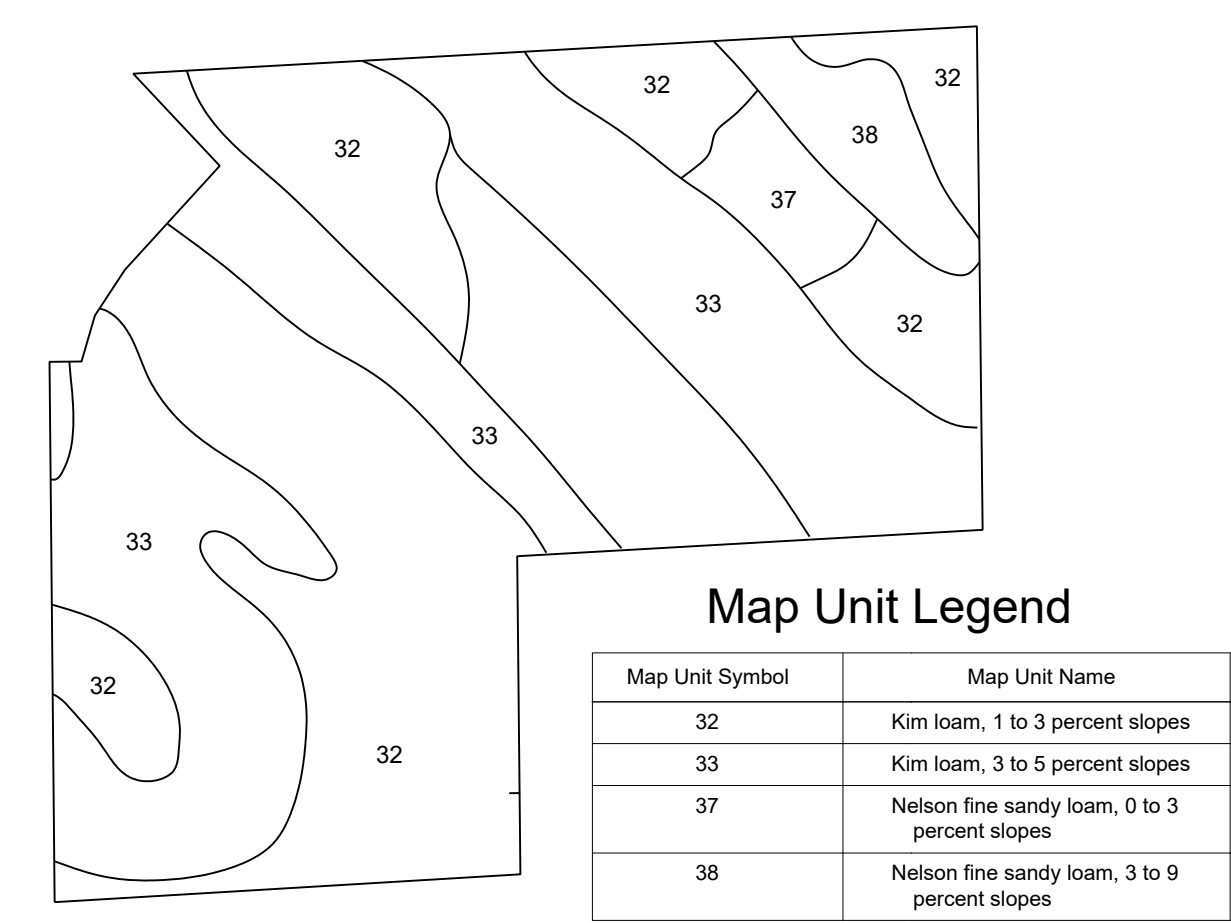 32
32
38
32
37
33
32
33
33
32
32
Map Unit Legend
Map Unit Symbol Map Unit Name
32 Kim loam, 1 to 3 percent slopes
33 Kim loam, 3 to 5 percent slopes
37 Nelson fine sandy loam, 0 to 3
percent slopes
38 Nelson fine sandy loam, 3 to 9
percent slopes